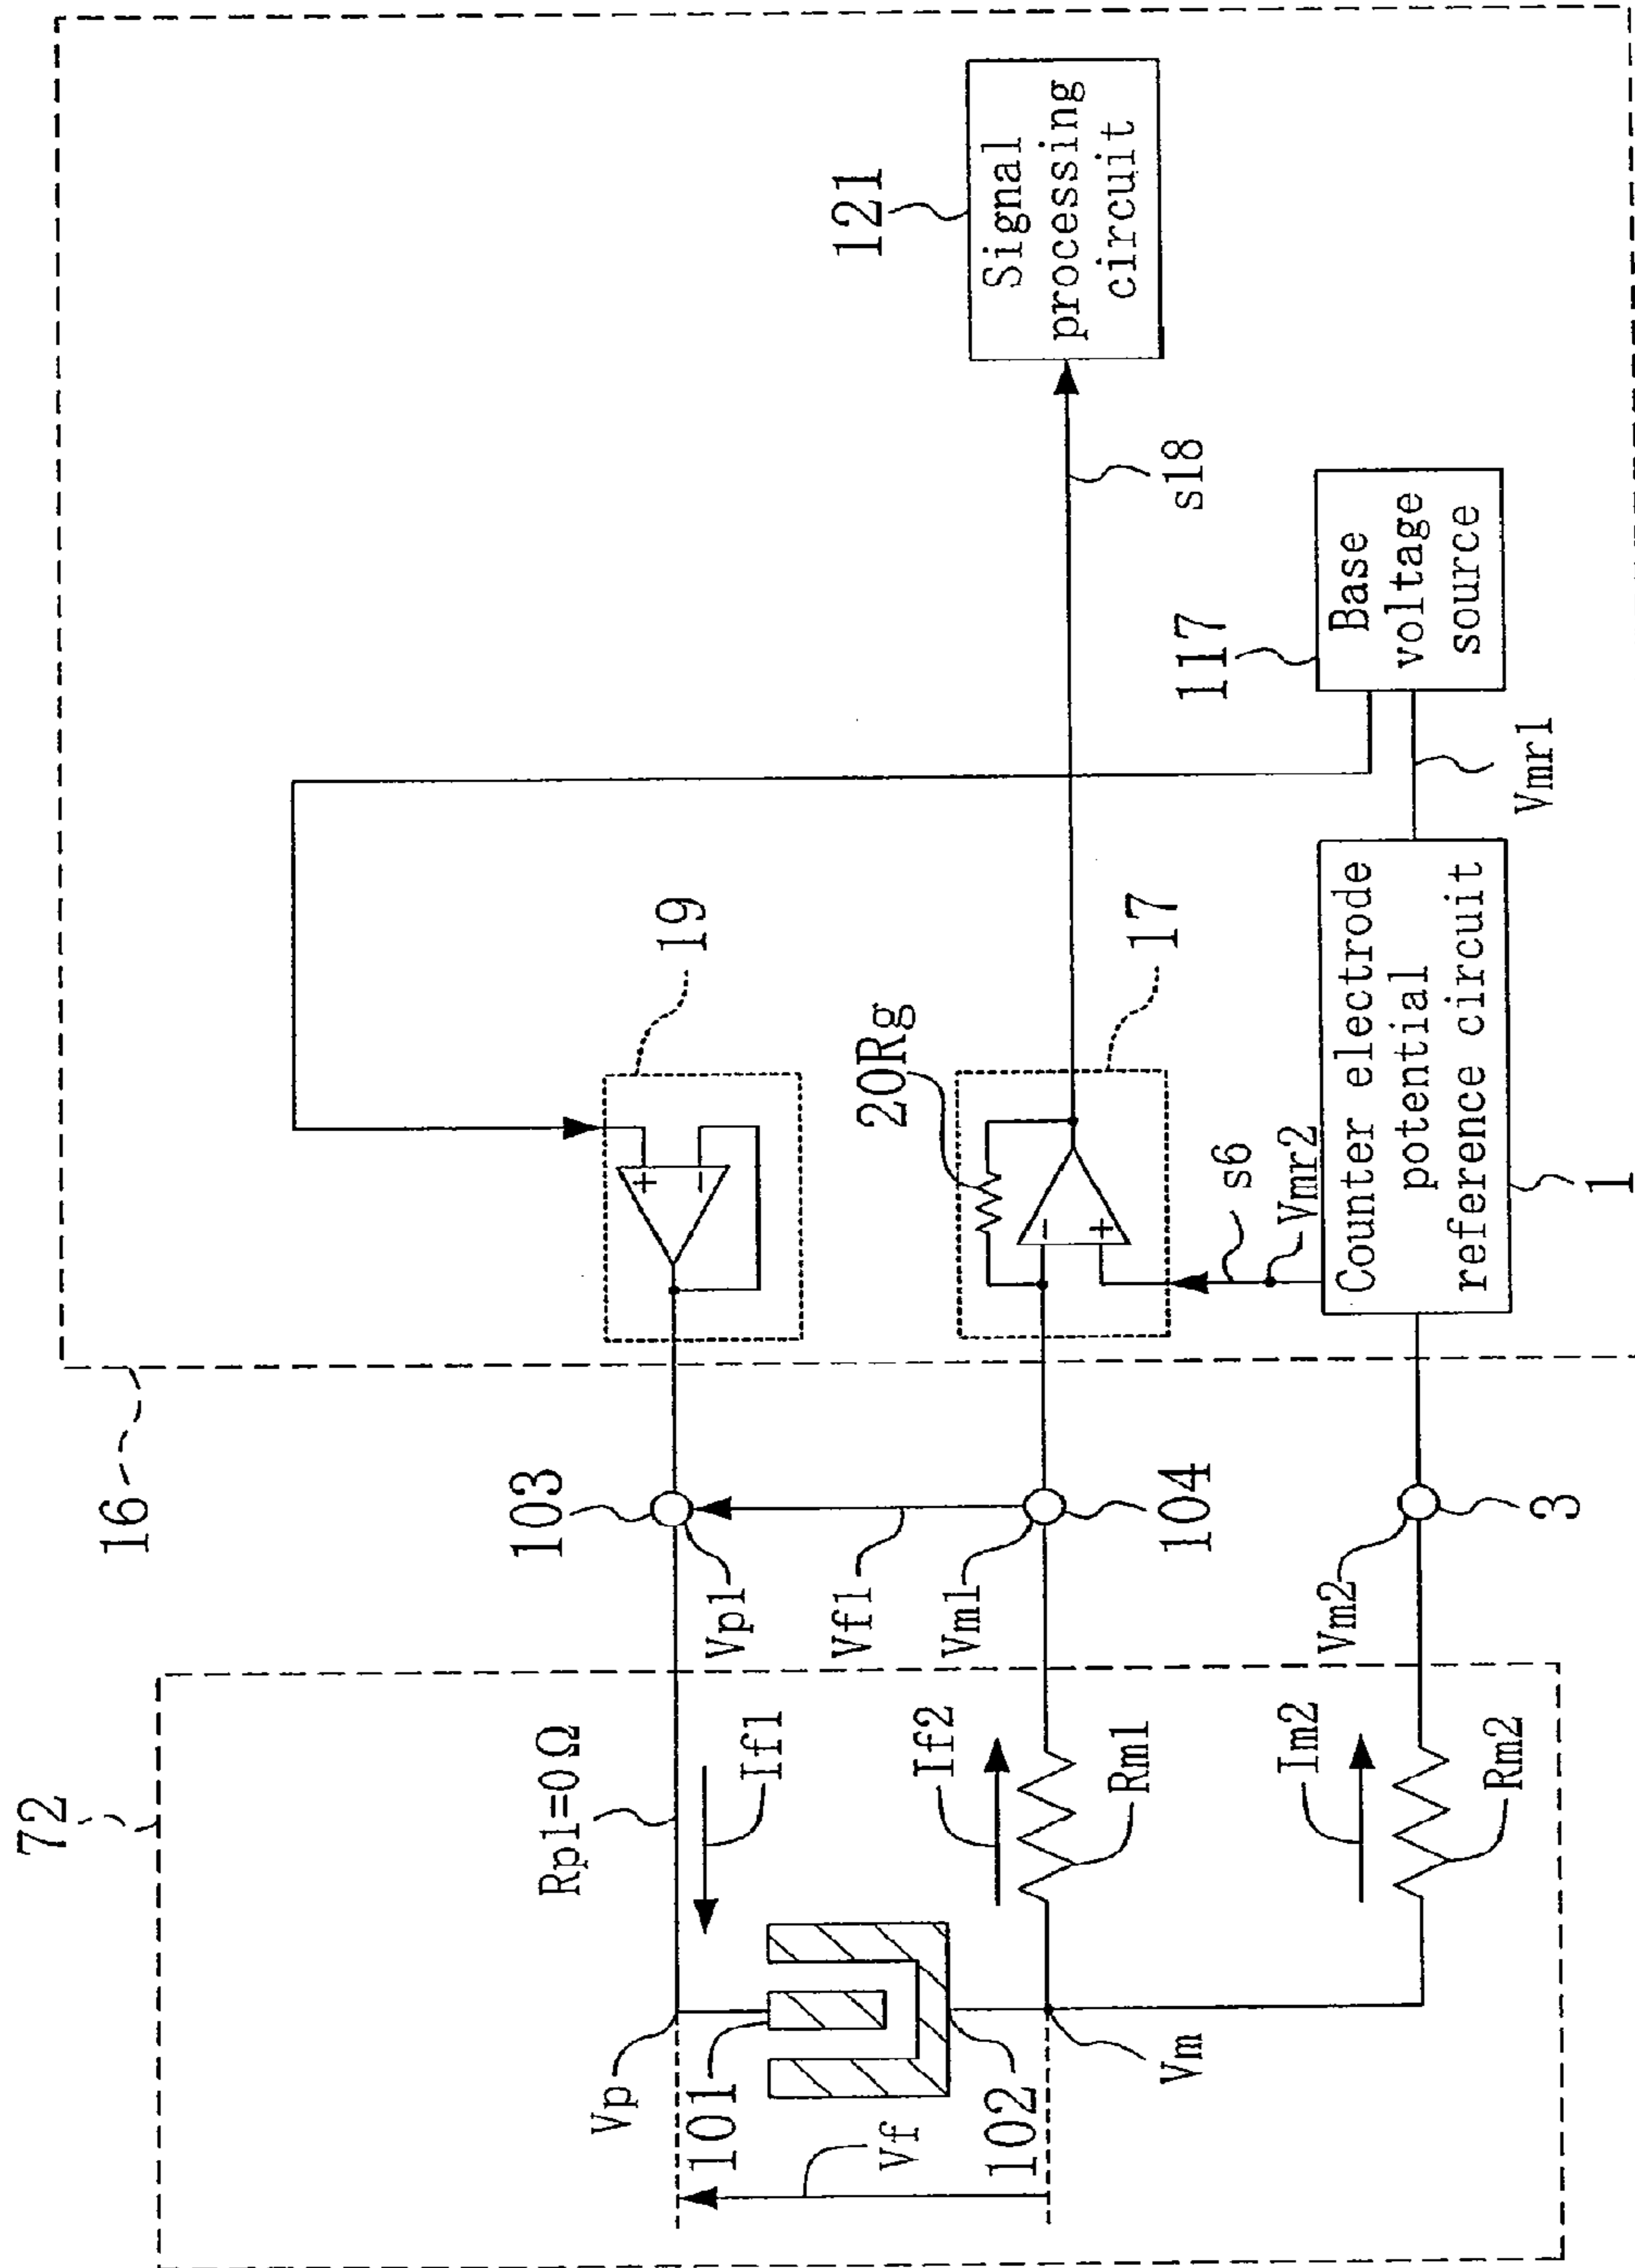 72
16
Rp1=0Ω
Vp
101
Vf
102
If1
If2
Rm1
Vm
Im2
Rm2
103
Vp1
Vf1
Vm1
104
Vm2
3
19
20Rg
17
s6
Vmr2
Counter electrode
potential
reference circuit
1
s18
Signal
processing
circuit
121
117
Base
voltage
source
Vmr1
+
−
−
+